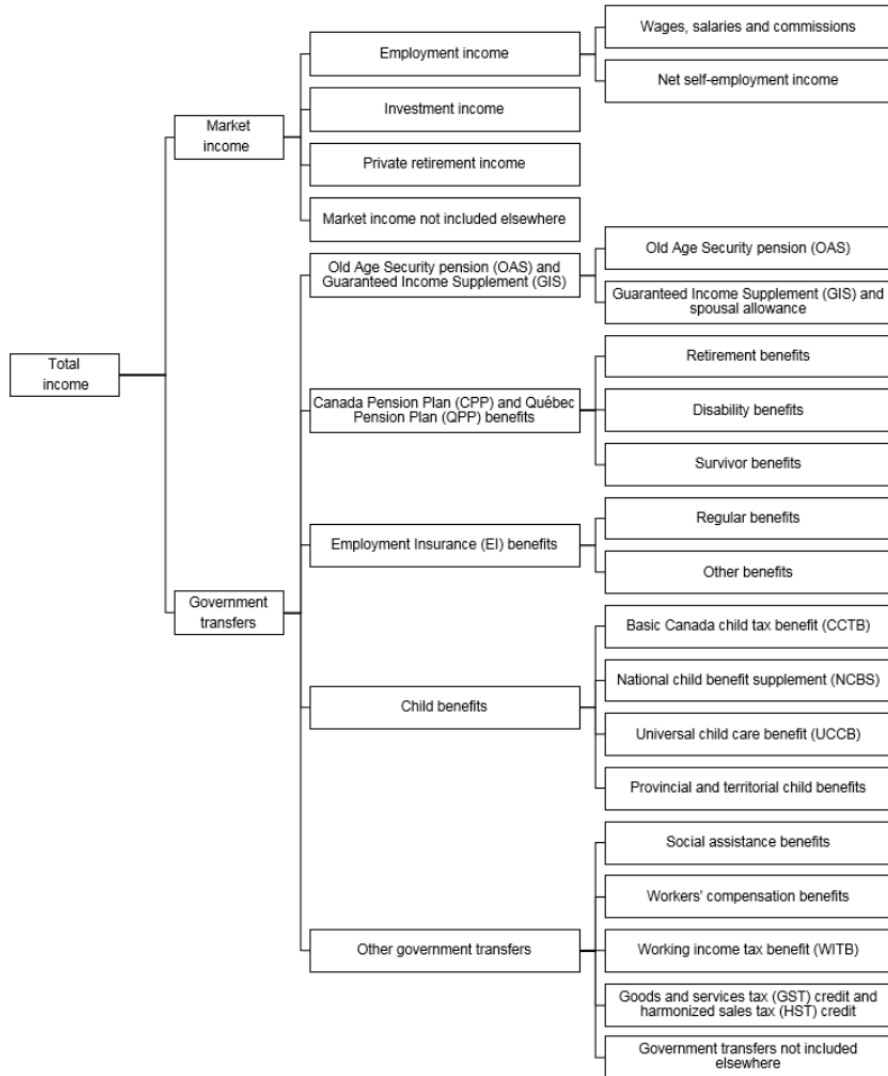 Wages, salaries and commissions
Employment income
Net self-employment income
Investment income
Market
income
Private retirement income
Market income not included elsewhere
Old Age Security pension (OAS)
Old Age Security pension (OAS) and
Guaranteed Income Supplement (GIS)
Guaranteed Income Supplement (GIS) and
spousal allowance
Total
income
Retirement benefits
Canada Pension Plan (CPP) and Québec
Pension Plan (QPP) benefits
Disability benefits
Survivor benefits
Regular benefits
Employment Insurance (EI) benefits
Other benefits
Government
transfers
Basic Canada child tax benefit (CCTB)
National child benefit supplement (NCBS)
Child benefits
Universal child care benefit (UCCB)
Provincial and territorial child benefits
Social assistance benefits
Workers' compensation benefits
Other government transfers
Working income tax benefit (WITB)
Goods and services tax (GST) credit and
harmonized sales tax (HST) credit
Government transfers not included
elsewhere